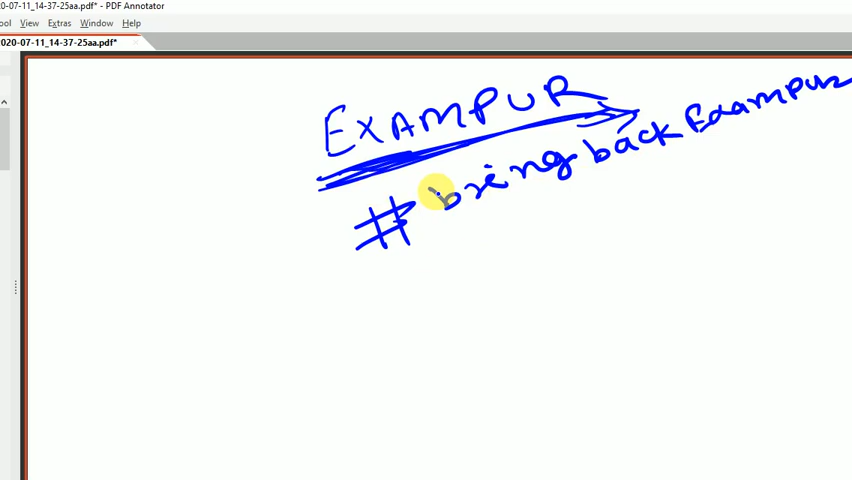 0-07-11_14-37-25aa.pdf* - PDF Annotator
ool View Extras Window Help
020-07-11_14-37-25aa.pdf*
EXAMPUR
# bring back Exampur